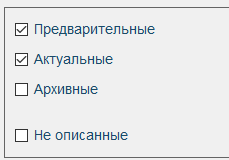 Предварительные
Актуальные
Архивные
Не описанные